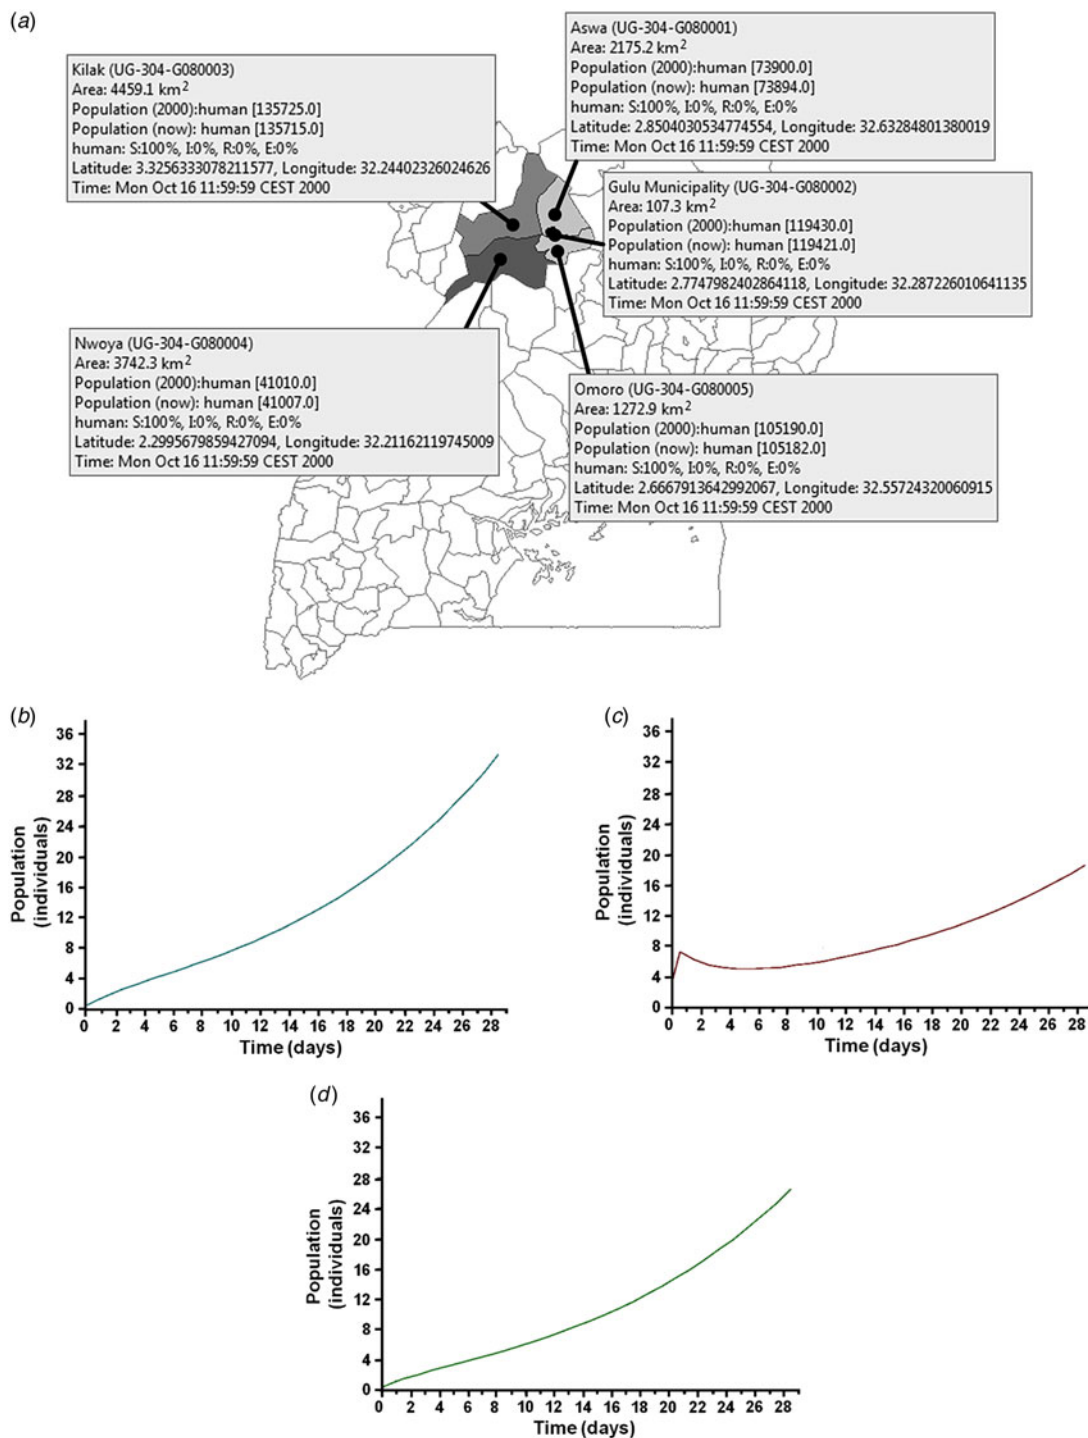 (a)
Kilak (UG-304-G080003)
Area: 4459.1 km²
Population (2000):human [135725.0]
Population (now): human [135715.0]
human: S:100%, I:0%, R:0%, E:0%
Latitude: 3.3256333078211577, Longitude: 32.24402326024626
Time: Mon Oct 16 11:59:59 CEST 2000
Aswa (UG-304-G080001)
Area: 2175.2 km²
Population (2000):human [73900.0]
Population (now): human [73894.0]
human: S:100%, I:0%, R:0%, E:0%
Latitude: 2.8504030534774554, Longitude: 32.63284801380019
Time: Mon Oct 16 11:59:59 CEST 2000
Gulu Municipality (UG-304-G080002)
Area: 107.3 km²
Population (2000):human [119430.0]
Population (now): human [119421.0]
human: S:100%, I:0%, R:0%, E:0%
Latitude: 2.7747982402864118, Longitude: 32.287226010641135
Time: Mon Oct 16 11:59:59 CEST 2000
Nwoya (UG-304-G080004)
Area: 3742.3 km²
Population (2000):human [41010.0]
Population (now): human [41007.0]
human: S:100%, I:0%, R:0%, E:0%
Latitude: 2.2995679859427094, Longitude: 32.21162119745009
Time: Mon Oct 16 11:59:59 CEST 2000
Omoro (UG-304-G080005)
Area: 1272.9 km²
Population (2000):human [105190.0]
Population (now): human [105182.0]
human: S:100%, I:0%, R:0%, E:0%
Latitude: 2.6667913642992067, Longitude: 32.55724320060915
Time: Mon Oct 16 11:59:59 CEST 2000
(b)
Population
(individuals)
36
32
28
24
20
16
12
8
4
0
0 2 4 6 8 10 12 14 16 18 20 22 24 26 28
Time (days)
(c)
Population
(individuals)
36
32
28
24
20
16
12
8
4
0
0 2 4 6 8 10 12 14 16 18 20 22 24 26 28
Time (days)
(d)
Population
(individuals)
36
32
28
24
20
16
12
8
4
0
0 2 4 6 8 10 12 14 16 18 20 22 24 26 28
Time (days)